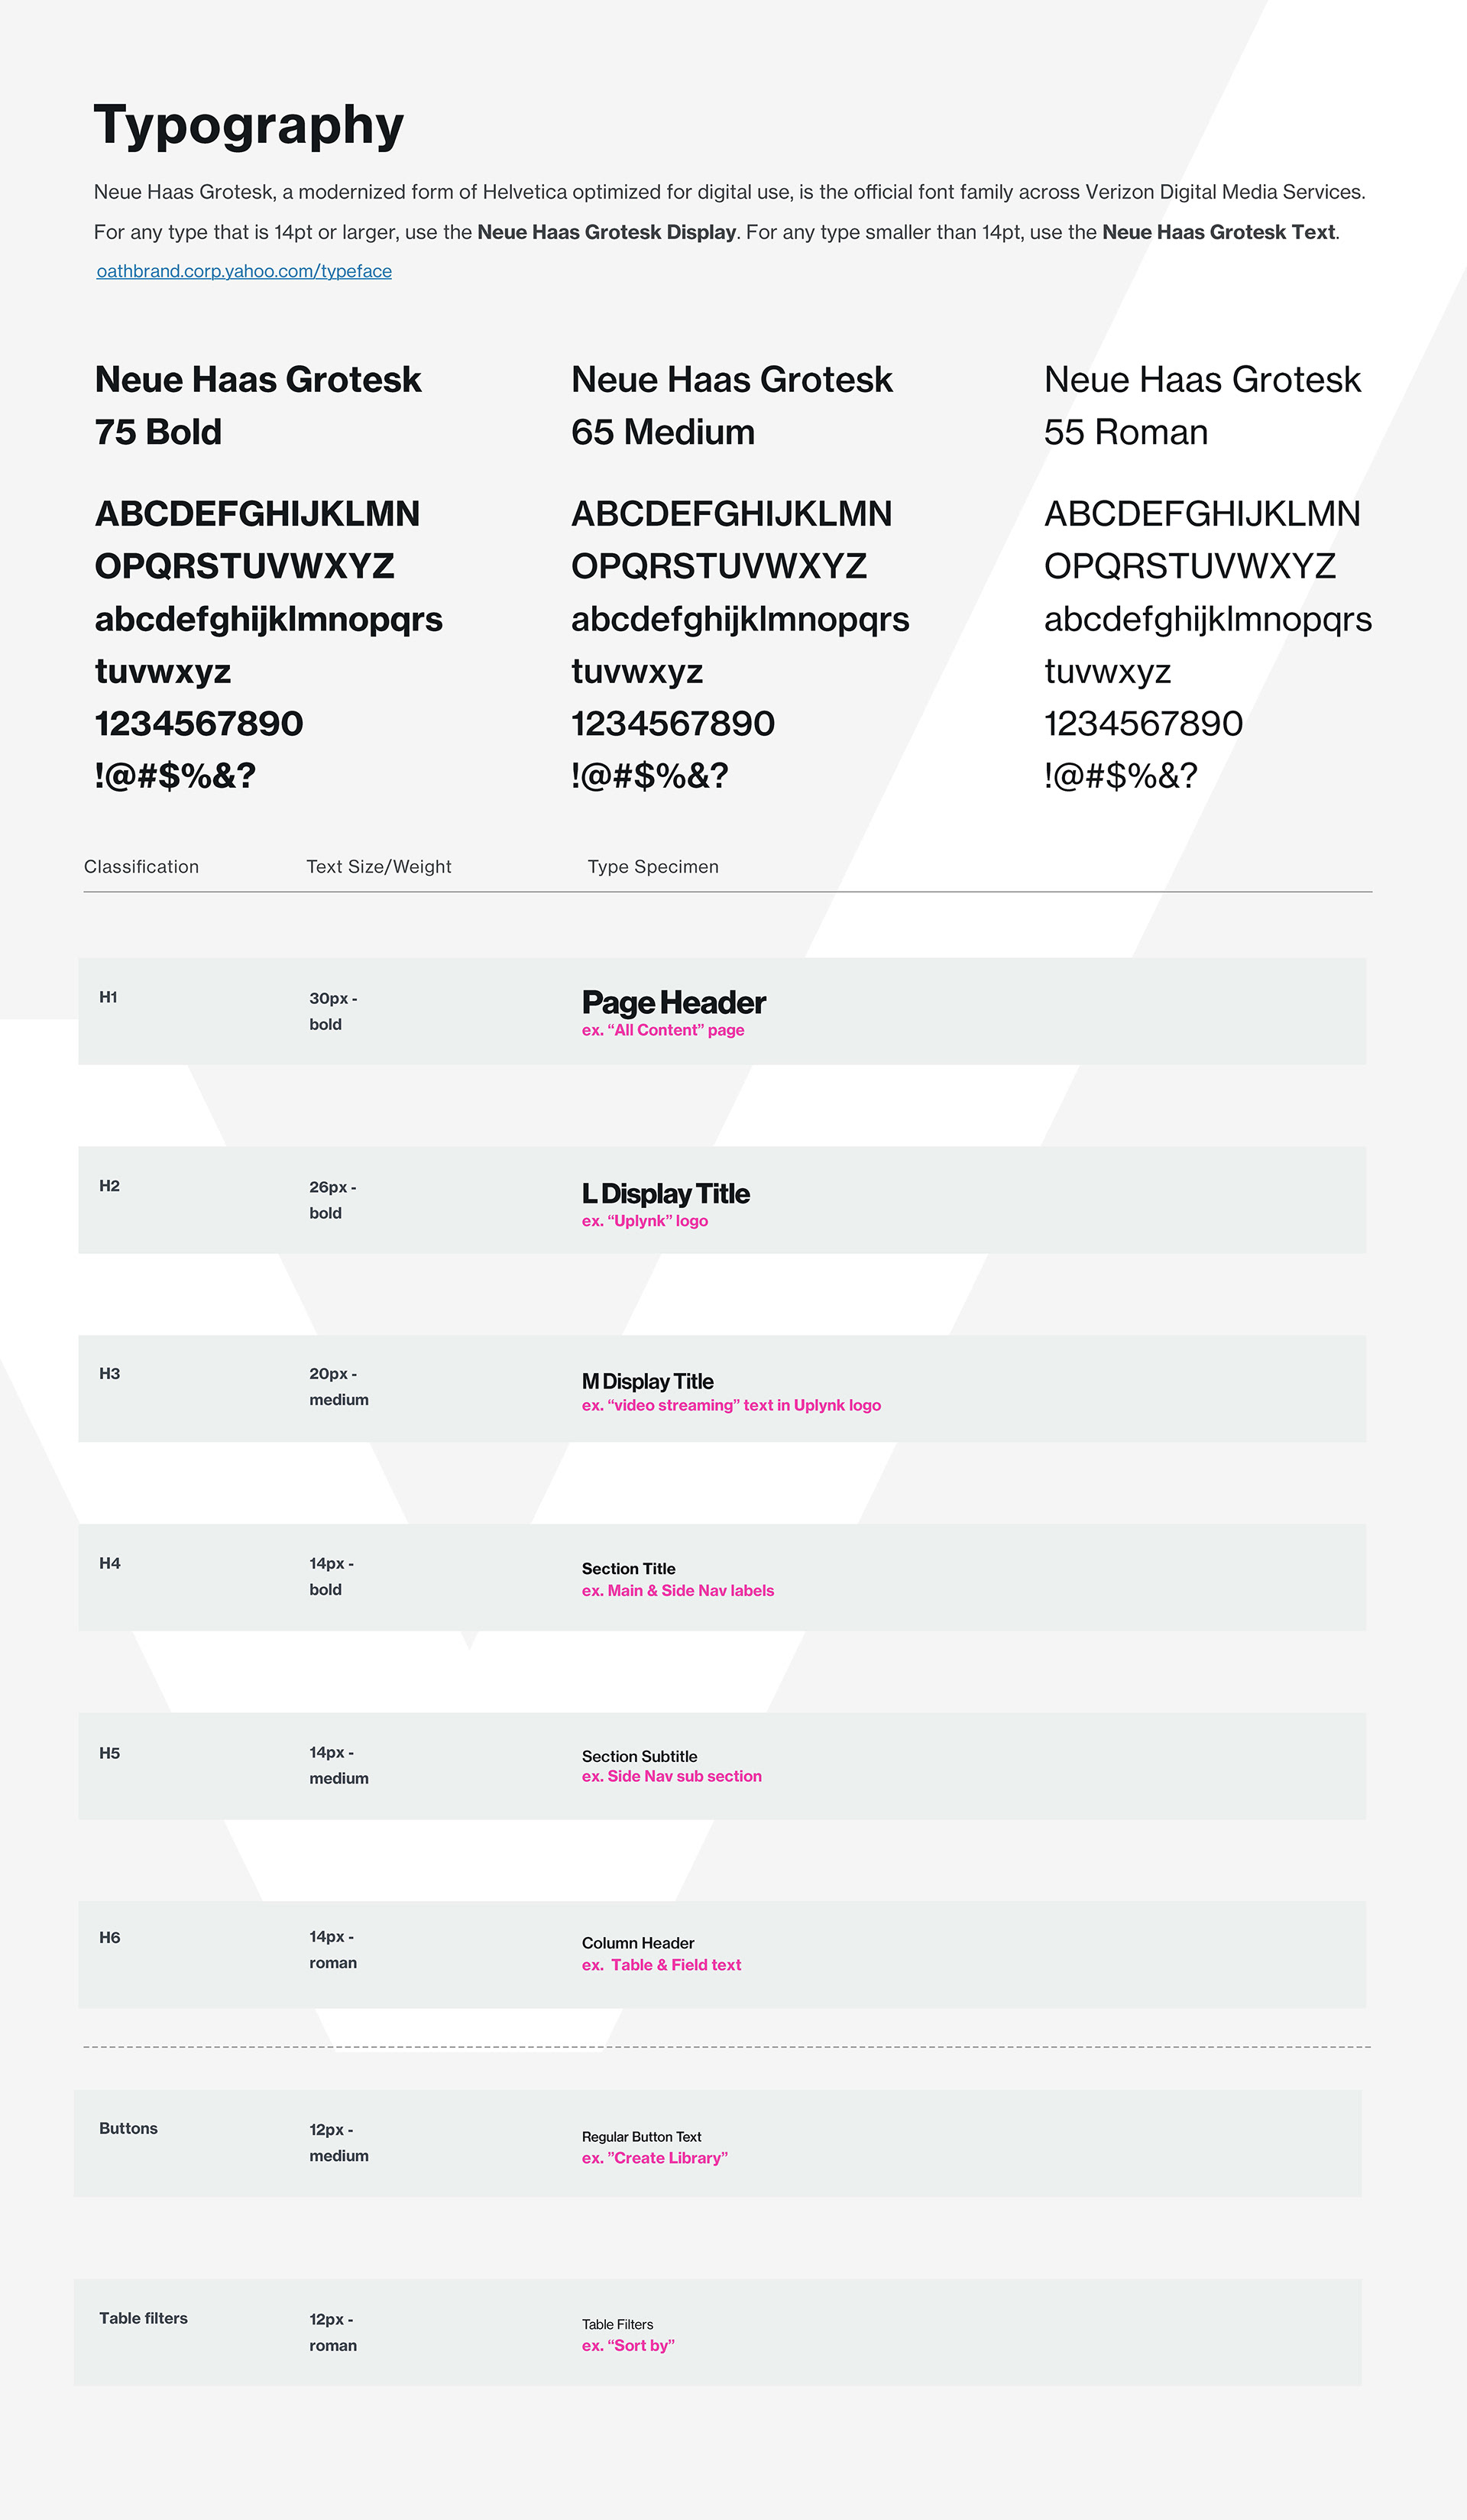 Typography
Neue Haas Grotesk, a modernized form of Helvetica optimized for digital use, is the official font family across Verizon Digital Media Services.
For any type that is 14pt or larger, use the Neue Haas Grotesk Display. For any type smaller than 14pt, use the Neue Haas Grotesk Text.
oathbrand.corp.yahoo.com/typeface
Neue Haas Grotesk
75 Bold
ABCDEFGHIJKLMN
OPQRSTUVWXYZ
abcdefghijklmnopqrs
tuvwxyz
1234567890
!@#$%&?
Neue Haas Grotesk
65 Medium
ABCDEFGHIJKLMN
OPQRSTUVWXYZ
abcdefghijklmnopqrs
tuvwxyz
1234567890
!@#$%&?
Neue Haas Grotesk
55 Roman
ABCDEFGHIJKLMN
OPQRSTUVWXYZ
abcdefghijklmnopqrs
tuvwxyz
1234567890
!@#$%&?
Classification Text Size/Weight Type Specimen
H1
30px -
bold
Page Header
ex. “All Content” page
H2
26px -
bold
L Display Title
ex. “Uplynk” logo
H3
20px -
medium
M Display Title
ex. “video streaming” text in Uplynk logo
H4
14px -
bold
Section Title
ex. Main & Side Nav labels
H5
14px -
medium
Section Subtitle
ex. Side Nav sub section
H6
14px -
roman
Column Header
ex.  Table & Field text
Buttons
12px -
medium
Regular Button Text
ex. ”Create Library”
Table filters
12px -
roman
Table Filters
ex. “Sort by”